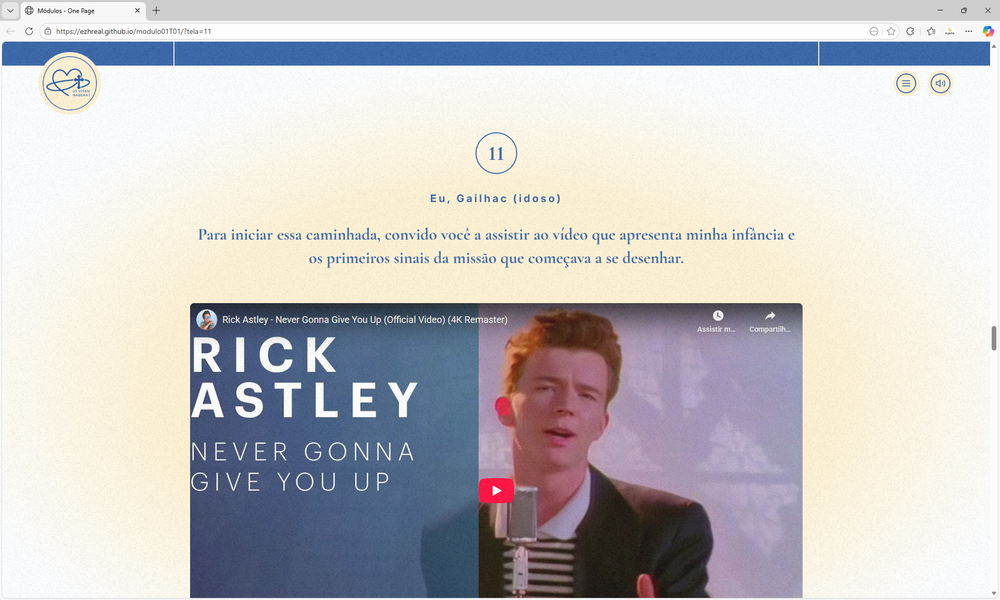 Módulos - One Page
https://ezhreal.github.io/modulo01T01/?tela=11
PENTA
UT VITAM
HABEANT
11
Eu, Gailhac (idoso)
Para iniciar essa caminhada, convido você a assistir ao vídeo que apresenta minha infância e
os primeiros sinais da missão que começava a se desenhar.
Rick Astley - Never Gonna Give You Up (Official Video) (4K Remaster)
Assistir m...
Compartilh...
RICK
ASTLEY
NEVER GONNA
GIVE YOU UP